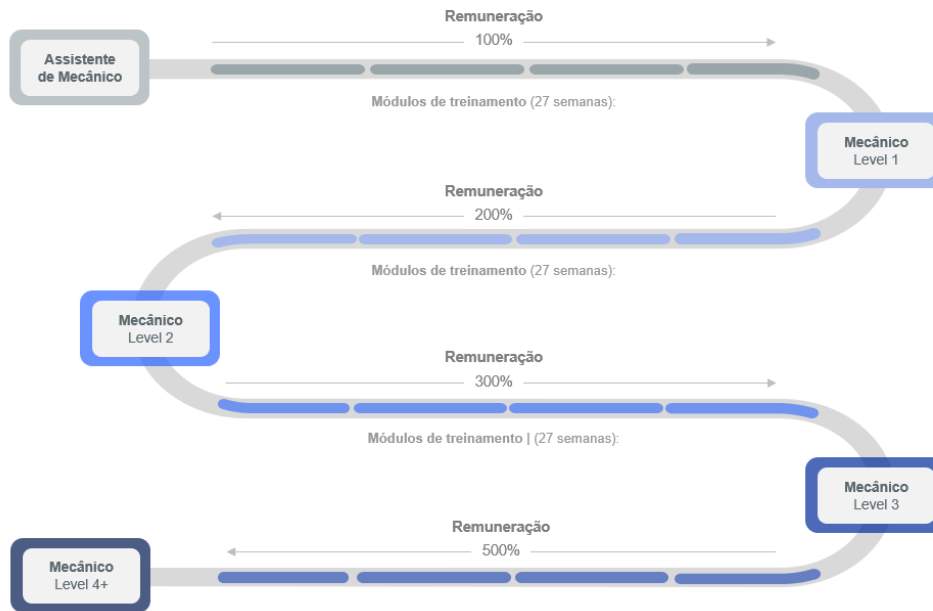 Remuneração
100%
Assistente
de Mecânico
Módulos de treinamento (27 semanas):
Mecânico
Level 1
Remuneração
200%
Módulos de treinamento (27 semanas):
Mecânico
Level 2
Remuneração
300%
Módulos de treinamento | (27 semanas):
Mecânico
Level 3
Remuneração
500%
Mecânico
Level 4+